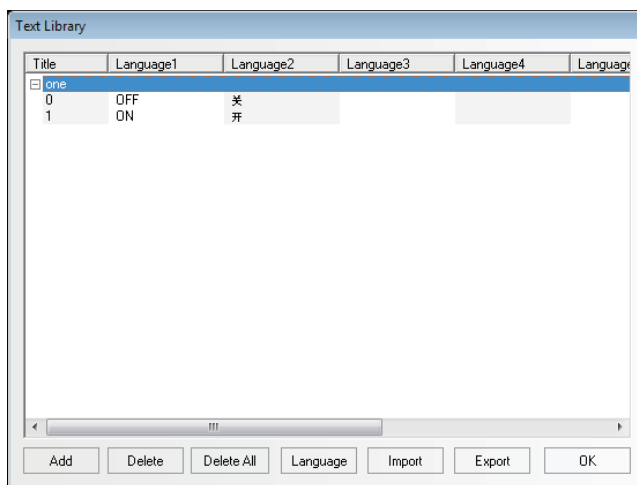 Text Library
Title Language1 Language2 Language3 Language4 Language
one
0 OFF 关
1 ON 开
Add Delete Delete All Language Import Export OK